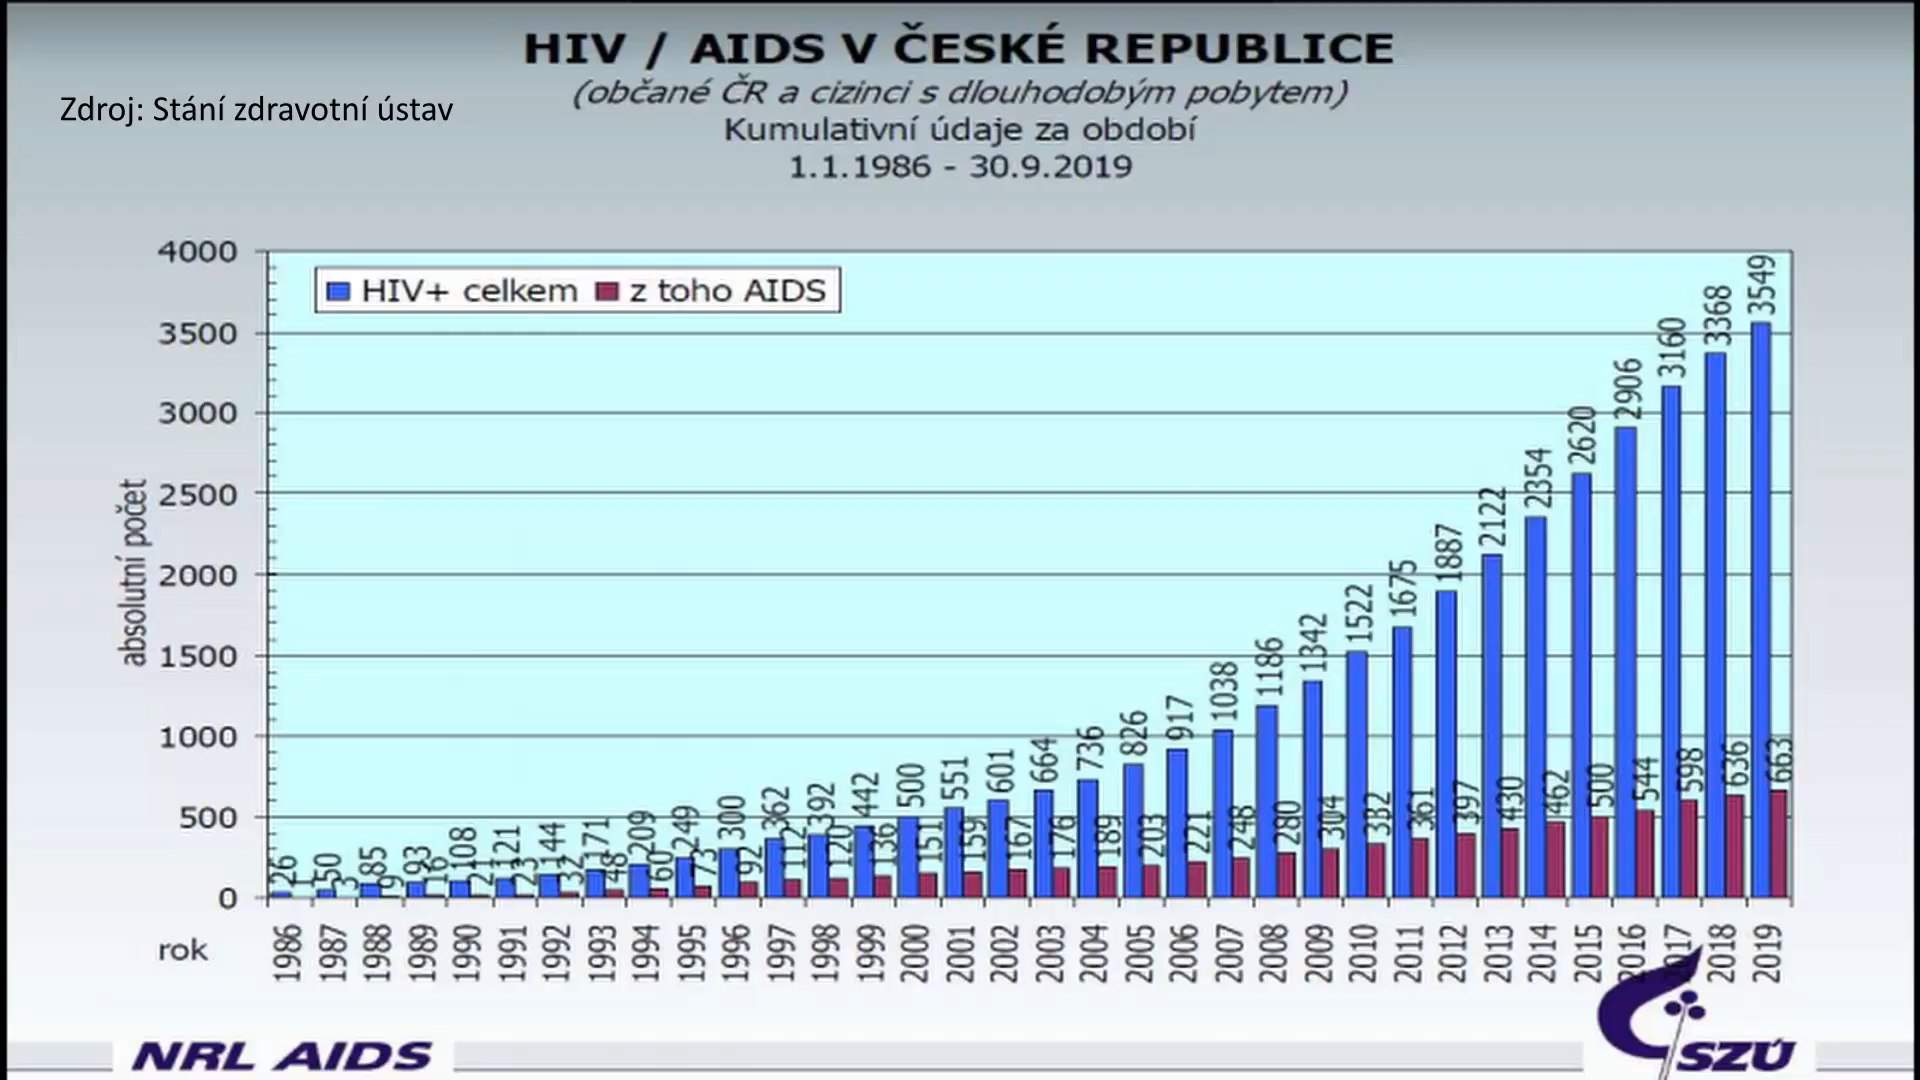 HIV / AIDS V ČESKÉ REPUBLICE
(občané ČR a cizinci s dlouhodobým pobytem)
Zdroj: Stání zdravotní ústav
Kumulativní údaje za období
1.1.1986 - 30.9.2019
HIV+ celkem z toho AIDS
absolutní počet
4000
3500
3000
2500
2000
1500
1000
500
0
26 50 85 93 108 121 144 171 209 249 300 362 392 442 500 551 601 664 736 826 917 1038 1186 1342 1522 1675 1887 2122 2354 2620 2906 3160 3368 3549
1 3 9 16 21 23 32 48 60 73 92 112 120 136 151 159 167 176 189 203 221 248 280 304 332 361 397 430 462 500 544 598 636 663
rok 1986 1987 1988 1989 1990 1991 1992 1993 1994 1995 1996 1997 1998 1999 2000 2001 2002 2003 2004 2005 2006 2007 2008 2009 2010 2011 2012 2013 2014 2015 2016 2017 2018 2019
NRL AIDS
SZÚ